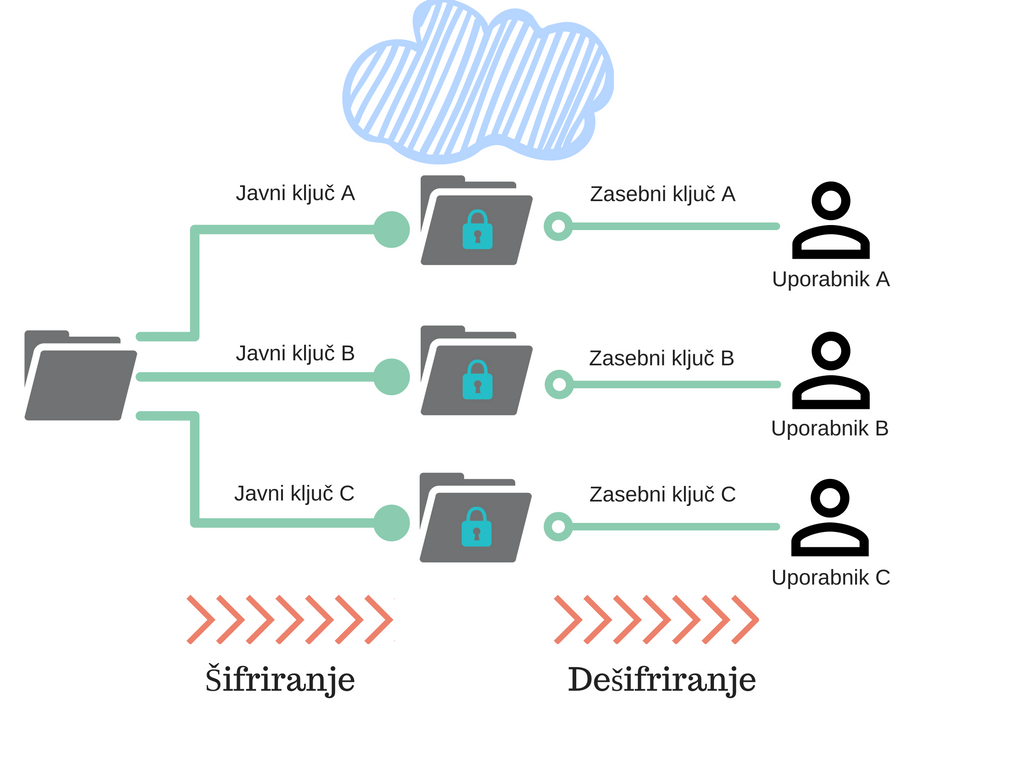 Javni ključ A
Zasebni ključ A
Uporabnik A
Javni ključ B
Zasebni ključ B
Uporabnik B
Javni ključ C
Zasebni ključ C
Uporabnik C
Šifriranje
Dešifriranje